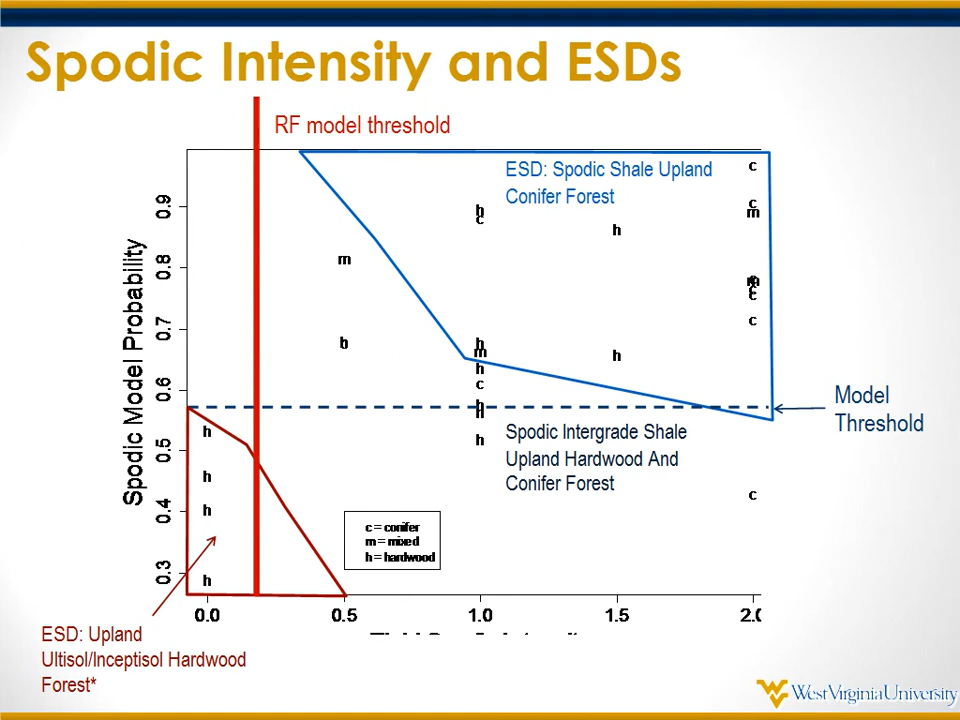 Spodic Intensity and ESDs
RF model threshold
ESD: Spodic Shale Upland
Conifer Forest
Spodic Model Probability
0.9
0.8
0.7
0.6
0.5
0.4
0.3
c
c
m
h
c
h
m
m
c
c
h
h
m
h
h
c
h
h
h
c
h
h
h
h
Model
Threshold
Spodic Intergrade Shale
Upland Hardwood And
Conifer Forest
c = conifer
m = mixed
h = hardwood
0.0 0.5 1.0 1.5 2.0
ESD: Upland
Ultisol/Inceptisol Hardwood
Forest*
West Virginia University